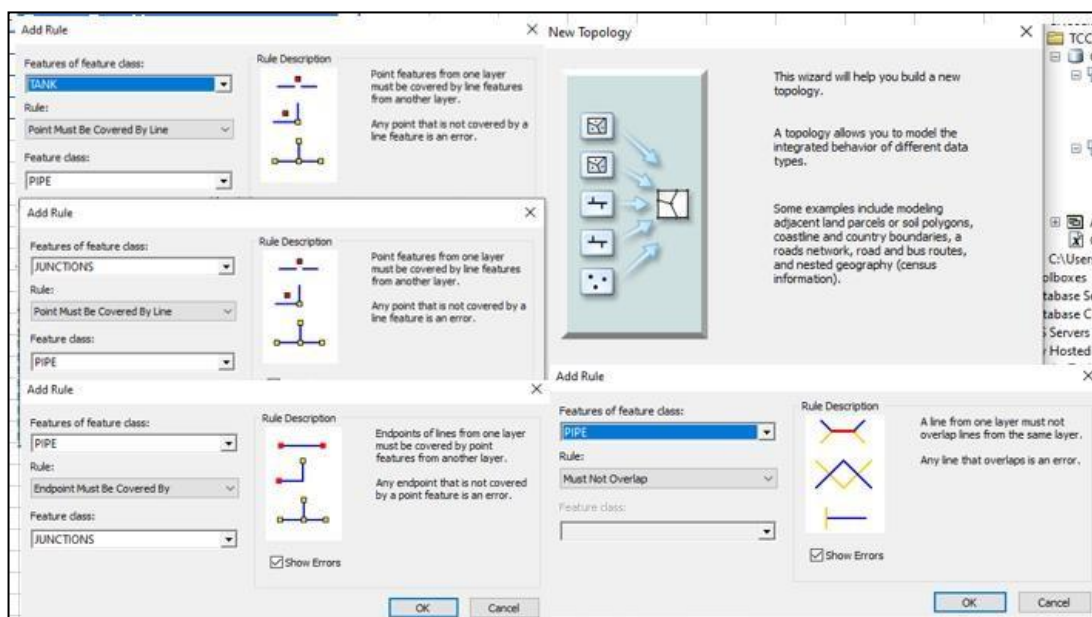 Add Rule
Features of feature class:
TANK
Rule:
Point Must Be Covered By Line
Feature class:
PIPE
Rule Description
Point features from one layer
must be covered by line features
from another layer.
Any point that is not covered by a
line feature is an error.
New Topology
This wizard will help you build a new
topology.
A topology allows you to model the
integrated behavior of different data
types.
Some examples include modeling
adjacent land parcels or soil polygons,
coastline and country boundaries, a
roads network, road and bus routes,
and nested geography (census
information).
TCC
C:\Users
olboxes
tabase Se
tabase C
Servers
Hosted
Add Rule
Features of feature class:
JUNCTIONS
Rule:
Point Must Be Covered By Line
Feature class:
PIPE
Rule Description
Point features from one layer
must be covered by line features
from another layer.
Any point that is not covered by a
line feature is an error.
Add Rule
Features of feature class:
PIPE
Rule:
Endpoint Must Be Covered By
Feature class:
JUNCTIONS
Rule Description
Endpoints of lines from one layer
must be covered by point
features from another layer.
Any endpoint that is not covered
by a point feature is an error.
Show Errors
OK
Cancel
Add Rule
Features of feature class:
PIPE
Rule:
Must Not Overlap
Feature class:
Rule Description
A line from one layer must not
overlap lines from the same layer.
Any line that overlaps is an error.
Show Errors
OK
Cancel